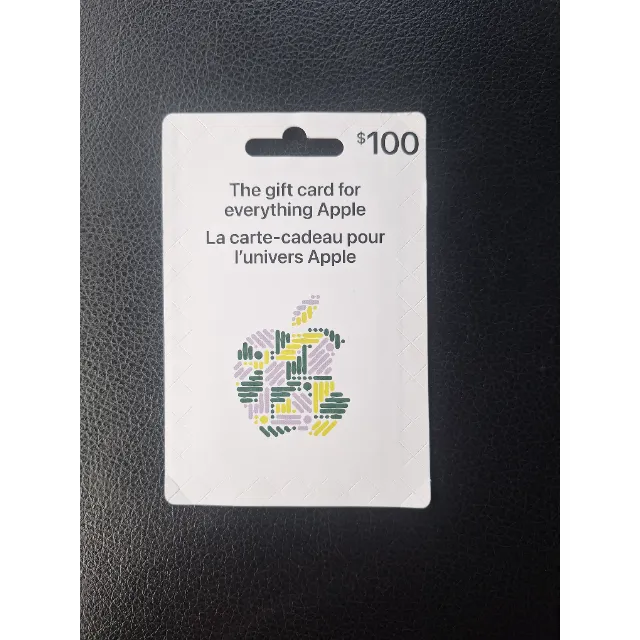 $100
The gift card for
everything Apple
La carte-cadeau pour
l'univers Apple